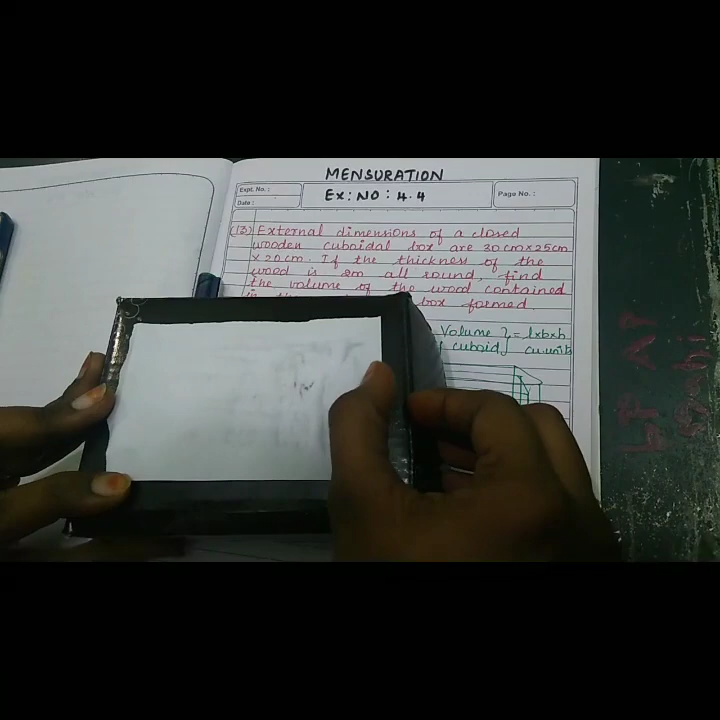 MENSURATION
Expt. No. :
Date :
Ex: NO : 4.4
Page No. :
(13) External dimensions of a closed
wooden cuboidal box are 30cm×25cm
×20cm. If the thickness of the
wood is 2m all round, find
the volume of the wood contained
in box formed.
Volume } = l×b×h
cuboid } cu.units